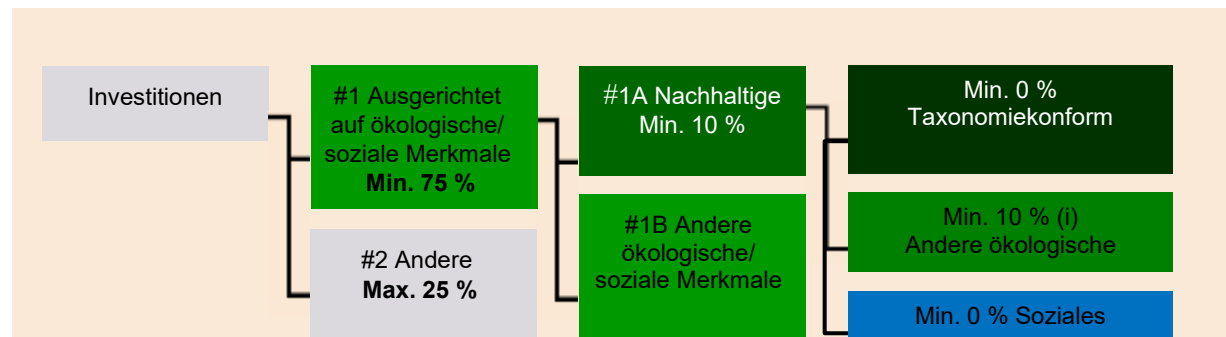 Investitionen
#1 Ausgerichtet
auf ökologische/
soziale Merkmale
Min. 75 %
#2 Andere
Max. 25 %
#1A Nachhaltige
Min. 10 %
#1B Andere
ökologische/
soziale Merkmale
Min. 0 %
Taxonomiekonform
Min. 10 % (i)
Andere ökologische
Min. 0 % Soziales